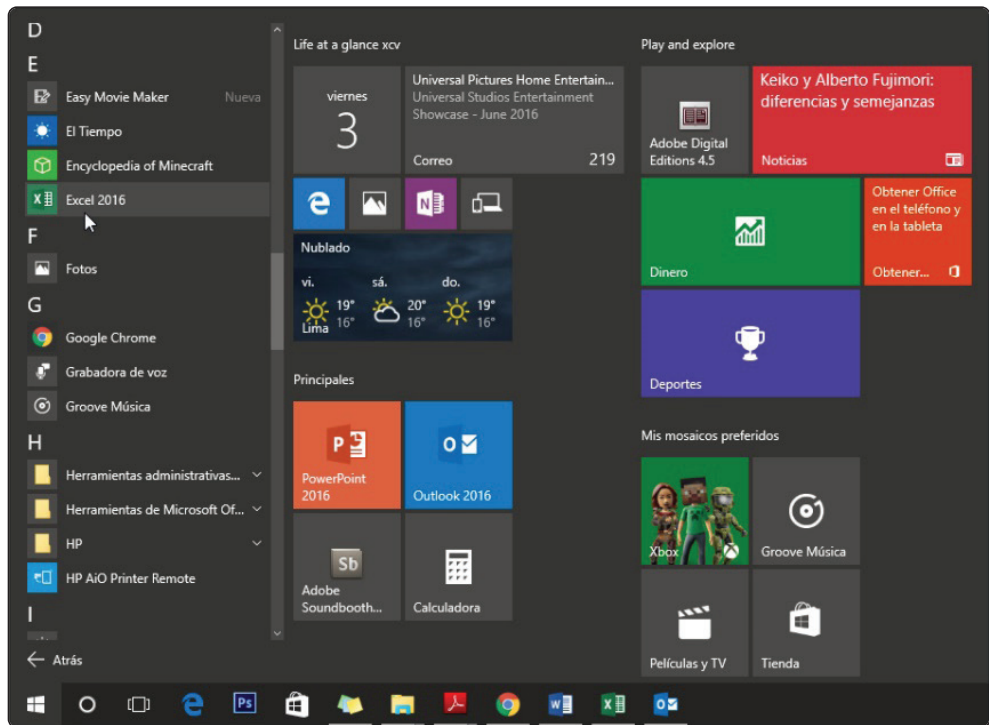 D
E
Easy Movie Maker Nueva
El Tiempo
Encyclopedia of Minecraft
Excel 2016
F
Fotos
G
Google Chrome
Grabadora de voz
Groove Música
H
Herramientas administrativas...
Herramientas de Microsoft Of...
HP
HP AiO Printer Remote
I
Atrás
Life at a glance xcv
viernes
3
Universal Pictures Home Entertain...
Universal Studios Entertainment
Showcase - June 2016
Correo 219
N
Nublado
vi. sá. do.
19° 20° 19°
Lima 16° 16° 16°
Principales
P
PowerPoint
2016
O
Outlook 2016
Sb
Adobe
Soundbooth...
Calculadora
Play and explore
Adobe Digital
Editions 4.5
Keiko y Alberto Fujimori:
diferencias y semejanzas
Noticias
Dinero
Obtener Office
en el teléfono y
en la tableta
Obtener...
Deportes
Mis mosaicos preferidos
Xbox
Groove Música
Películas y TV
Tienda
Ps